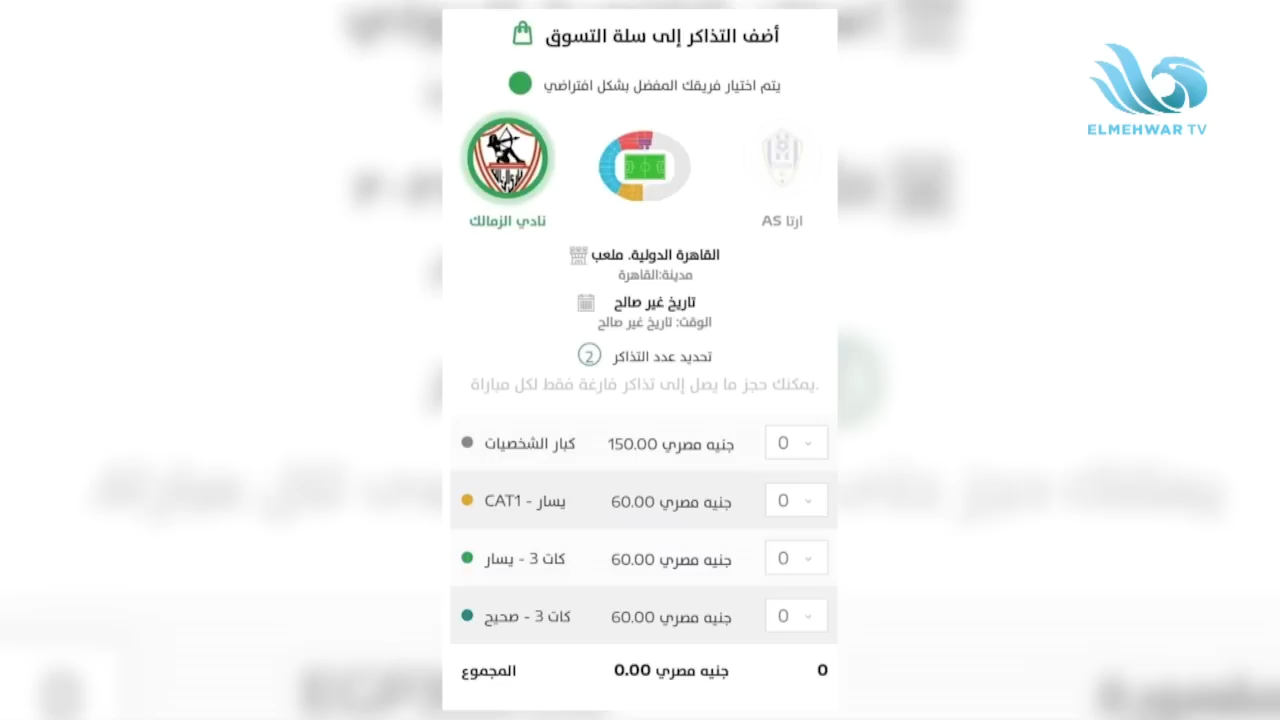 أضف التذاكر إلى سلة التسوق
ELMEHWAR TV
يتم اختيار فريقك المفضل بشكل افتراضي
نادي الزمالك
ارتا AS
القاهرة الدولية. ملعب
مدينة:القاهرة
تاريخ غير صالح
الوقت: تاريخ غير صالح
تحديد عدد التذاكر 2
يمكنك حجز ما يصل إلى تذاكر فارغة فقط لكل مباراة.
كبار الشخصيات 150.00 جنيه مصري 0
يسار - CAT1 60.00 جنيه مصري 0
كات 3 - يسار 60.00 جنيه مصري 0
كات 3 - صحيح 60.00 جنيه مصري 0
المجموع 0.00 جنيه مصري 0